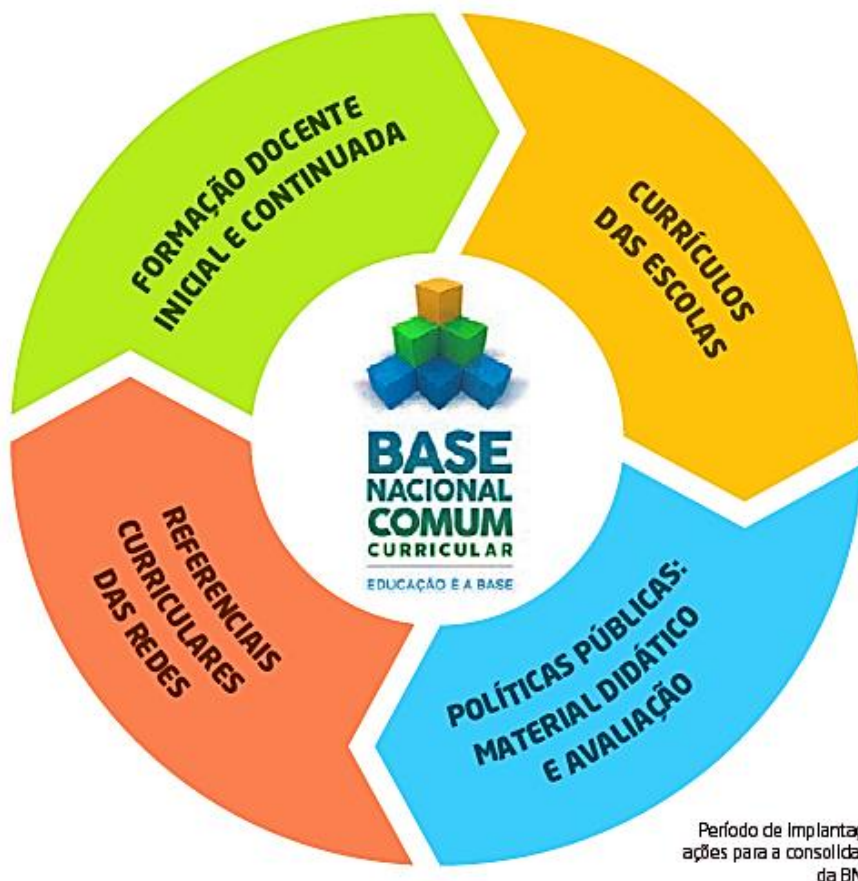 FORMAÇÃO DOCENTE
INICIAL E CONTINUADA
CURRÍCULOS
DAS ESCOLAS
BASE
NACIONAL
COMUM
CURRICULAR
EDUCAÇÃO É A BASE
REFERENCIAIS
CURRICULARES
DAS REDES
POLÍTICAS PÚBLICAS:
MATERIAL DIDÁTICO
E AVALIAÇÃO
Período de
ações para a
da